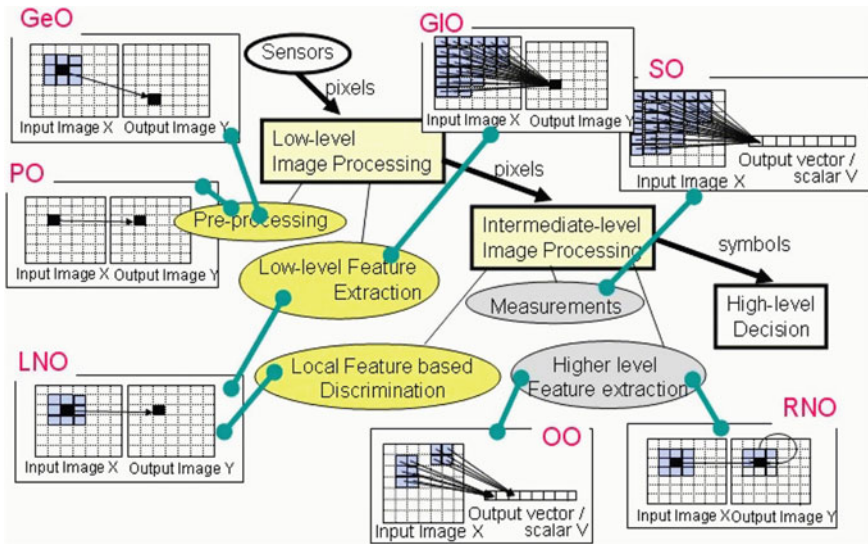 GeO
Input Image X
Output Image Y
Sensors
pixels
GlO
Input Image X
Output Image Y
SO
Input Image X
Output vector /
scalar V
Low-level
Image Processing
pixels
PO
Input Image X
Output Image Y
Pre-processing
Low-level Feature
Extraction
Intermediate-level
Image Processing
symbols
Measurements
High-level
Decision
LNO
Input Image X
Output Image Y
Local Feature based
Discrimination
Higher level
Feature extraction
OO
Input Image X
Output vector /
scalar V
RNO
Input Image X
Output Image Y